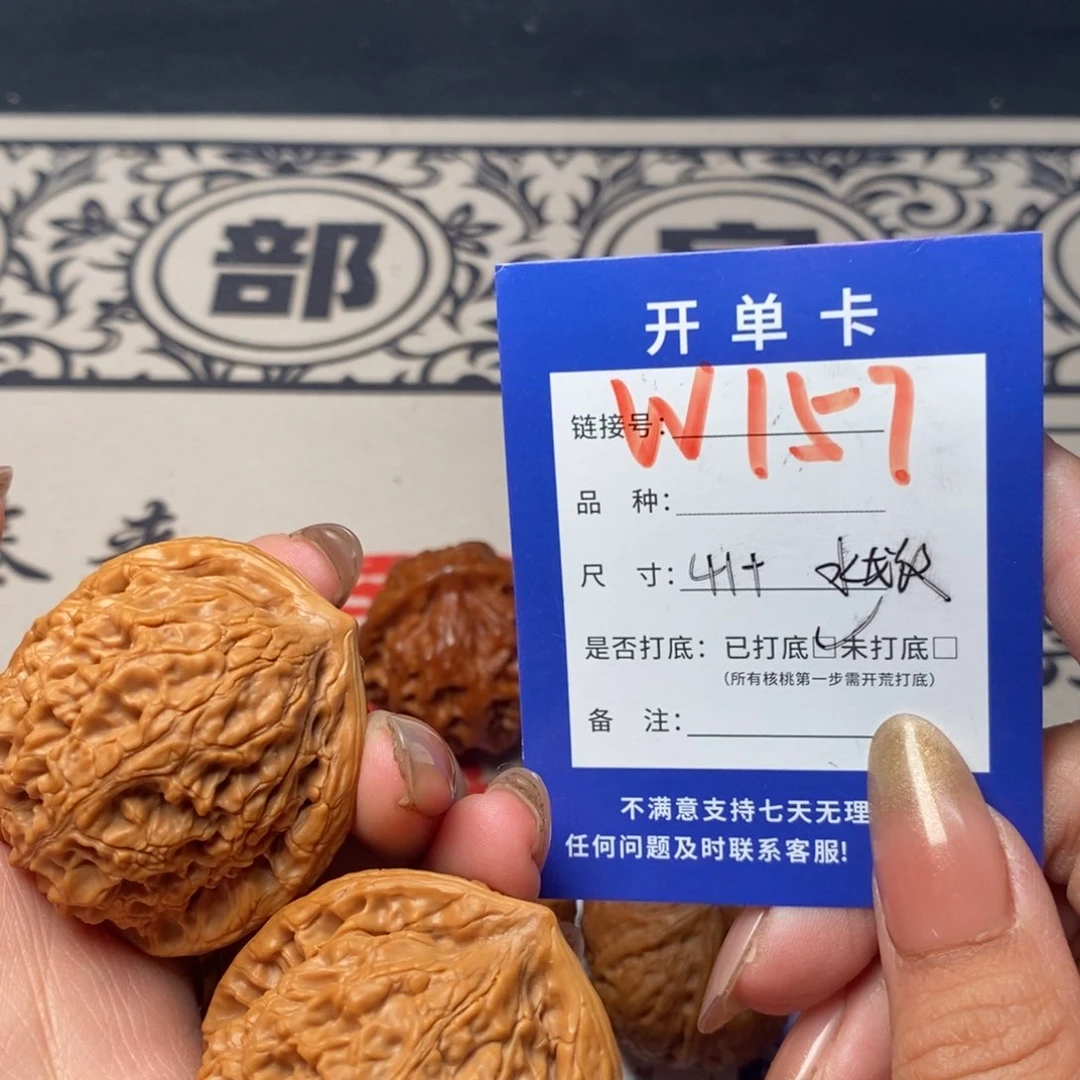 部
开单卡
链接号：W157
品 种：
尺 寸：41+ 水龙纹
是否打底：已打底☑未打底□
（所有核桃第一步需开荒打底）
备 注：
不满意支持七天无理
任何问题及时联系客服！